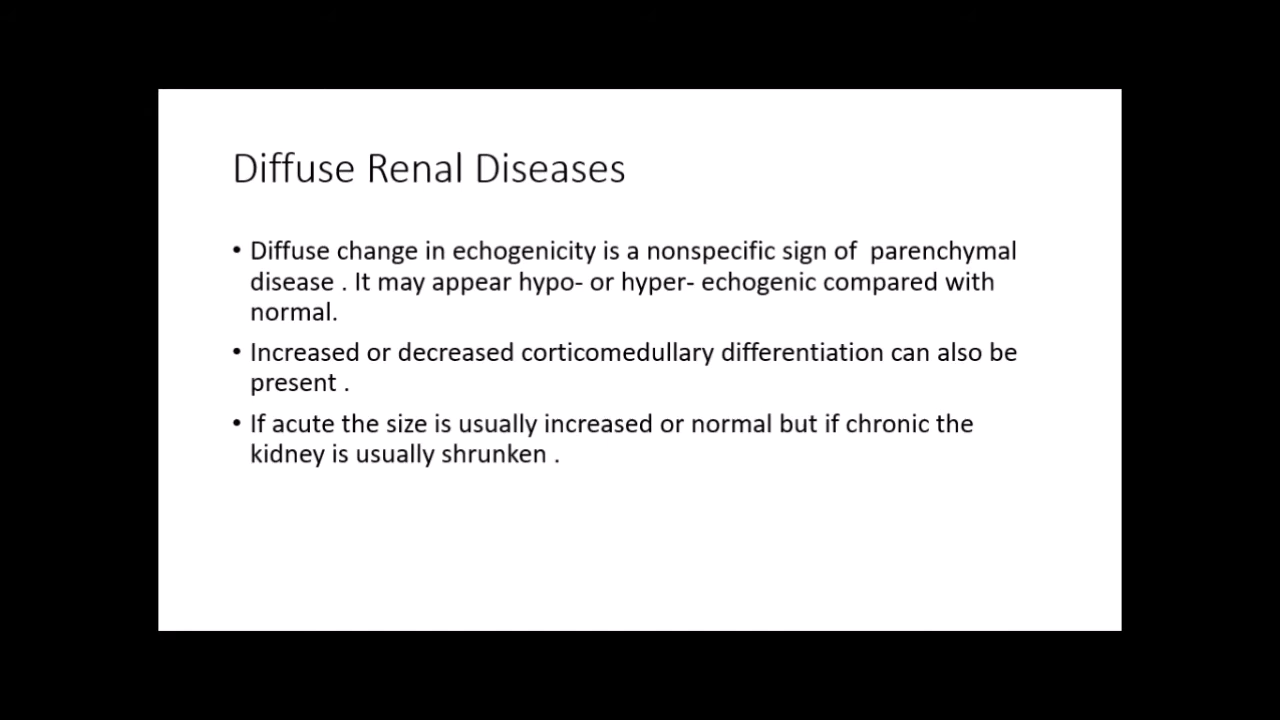 Diffuse Renal Diseases
• Diffuse change in echogenicity is a nonspecific sign of  parenchymal
disease . It may appear hypo- or hyper- echogenic compared with
normal.
• Increased or decreased corticomedullary differentiation can also be
present .
• If acute the size is usually increased or normal but if chronic the
kidney is usually shrunken .